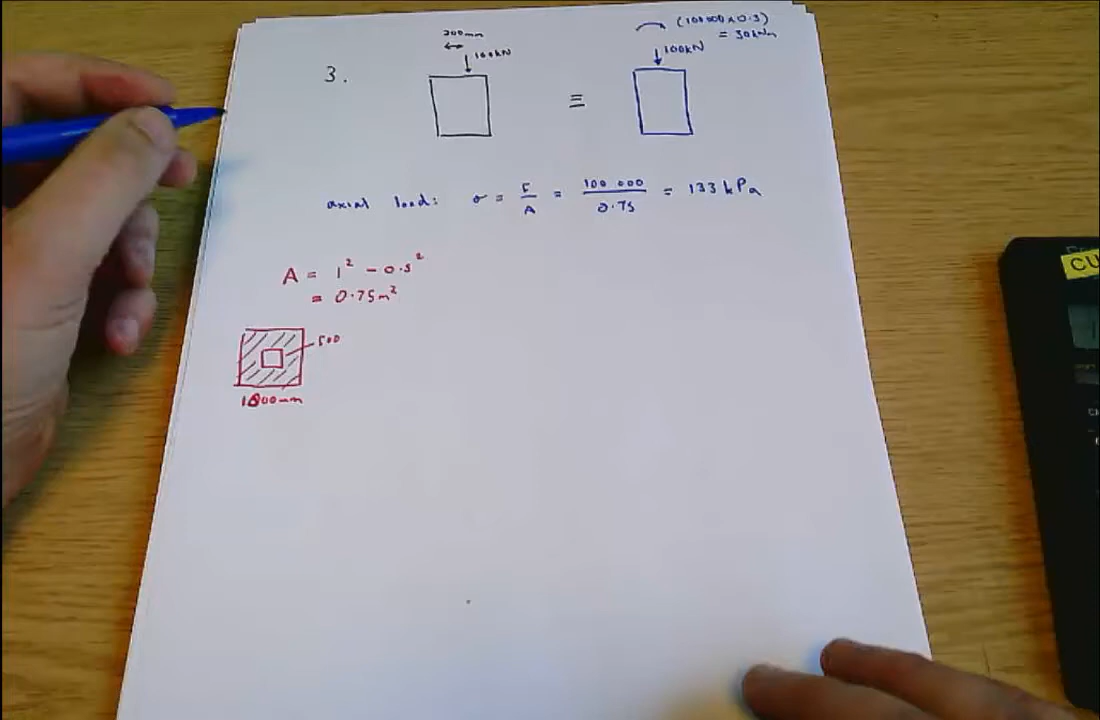 3.
300mm
100kN
≡
(100 000 x 0.3)
= 30kNm
100kN
axial load: σ = F/A = 100 000/0.75 = 133 kPa
A = 1² - 0.5²
= 0.75m²
500
1000mm
CU